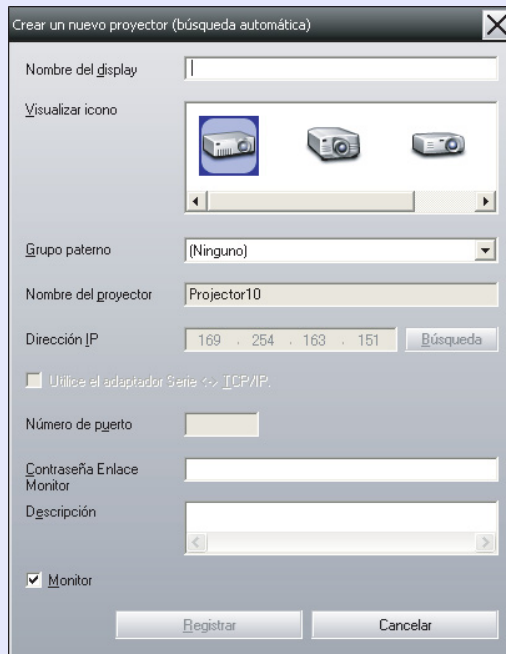 Crear un nuevo proyector (búsqueda automática)
Nombre del display
Visualizar icono
Grupo paterno (Ninguno)
Nombre del proyector Projector10
Dirección IP 169 . 254 . 163 . 151 Búsqueda
Utilice el adaptador Serie <-> TCP/IP.
Número de puerto
Contraseña Enlace
Monitor
Descripción
Monitor
Registrar Cancelar